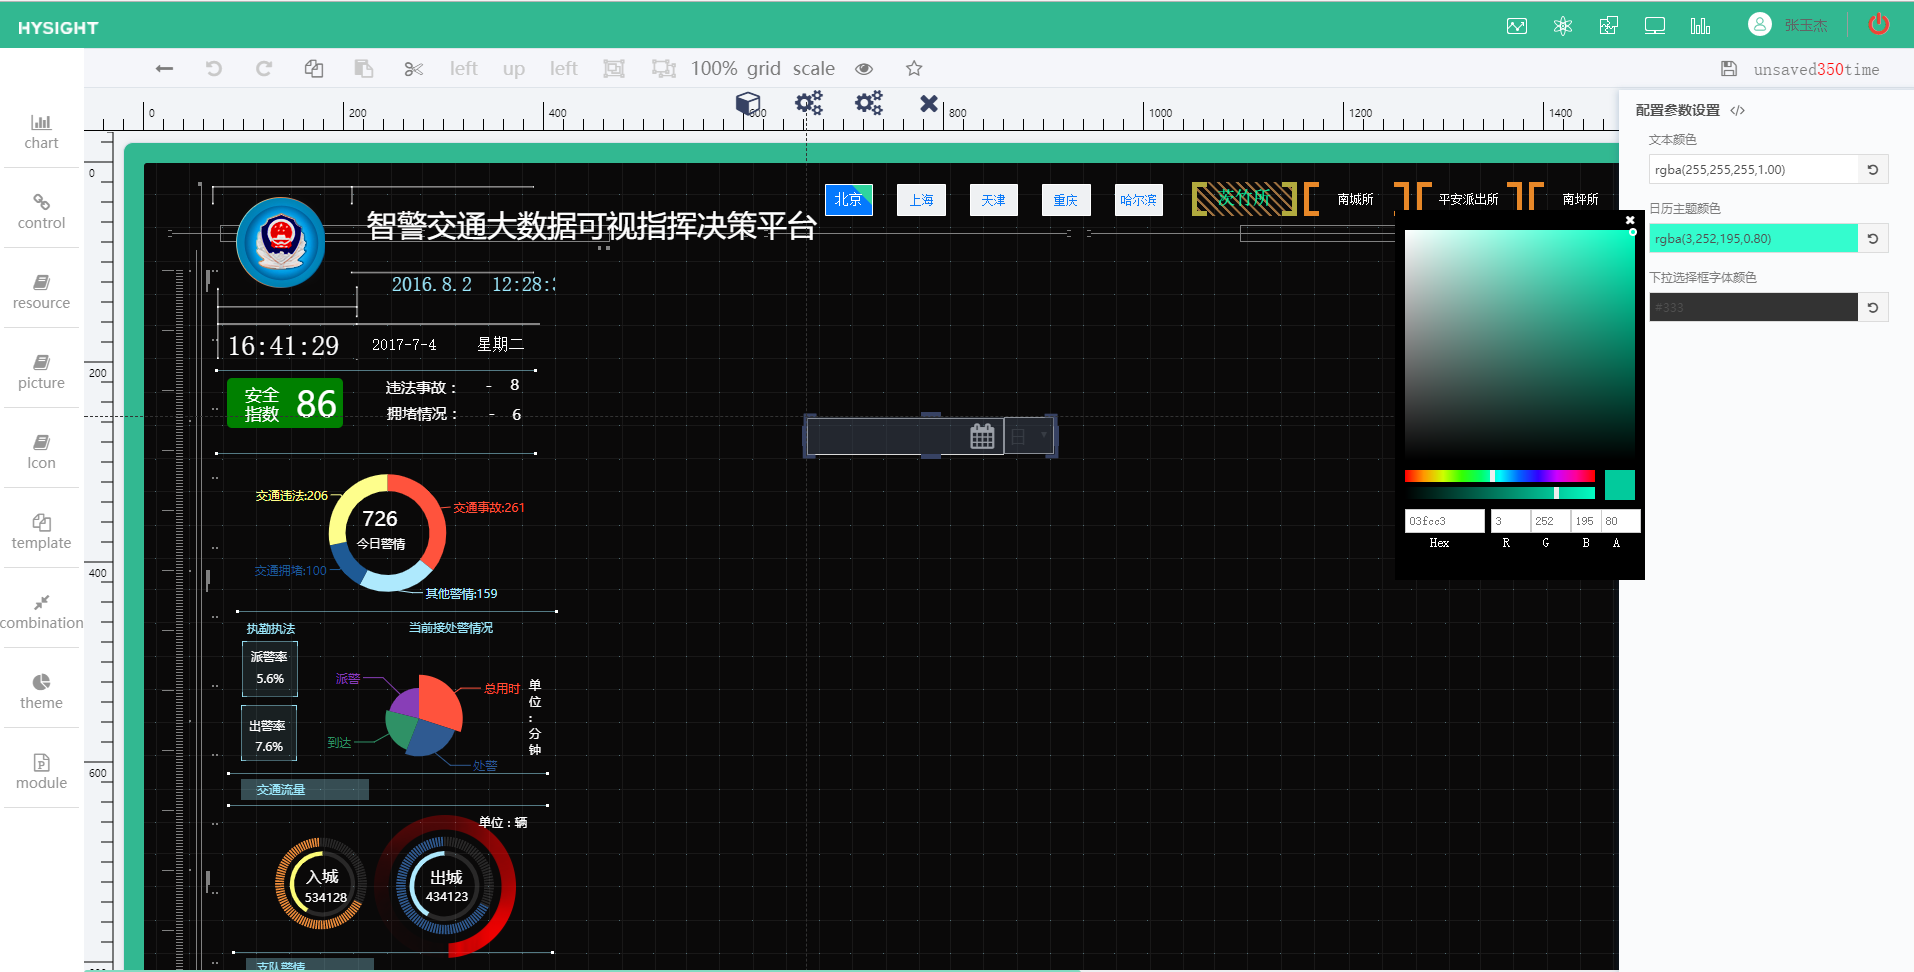 HYSIGHT
张玉杰
left
up
left
100%
grid
scale
unsaved350time
0
200
400
600
800
1000
1200
1400
0
200
400
600
chart
control
resource
picture
Icon
template
combination
theme
module
智警交通大数据可视指挥决策平台
北京
上海
天津
重庆
哈尔滨
茨竹所
南城所
平安派出所
南坪所
2016.8.2 12:28:
16:41:29
2017-7-4
星期二
安全
指数
86
违法事故： - 8
拥堵情况： - 6
日
交通违法:206
交通事故:261
726
今日警情
交通拥堵:100
其他警情:159
执勤执法
当前接处警情况
派警率
5.6%
出警率
7.6%
派警
总用时
到达
处警
单位:分钟
交通流量
单位：辆
入城
534128
出城
434123
支队警情
配置参数设置 </>
文本颜色
rgba(255,255,255,1.00)
日历主题颜色
rgba(3,252,195,0.80)
下拉选择框字体颜色
#333
03fcc3
3
252
195
80
Hex
R
G
B
A